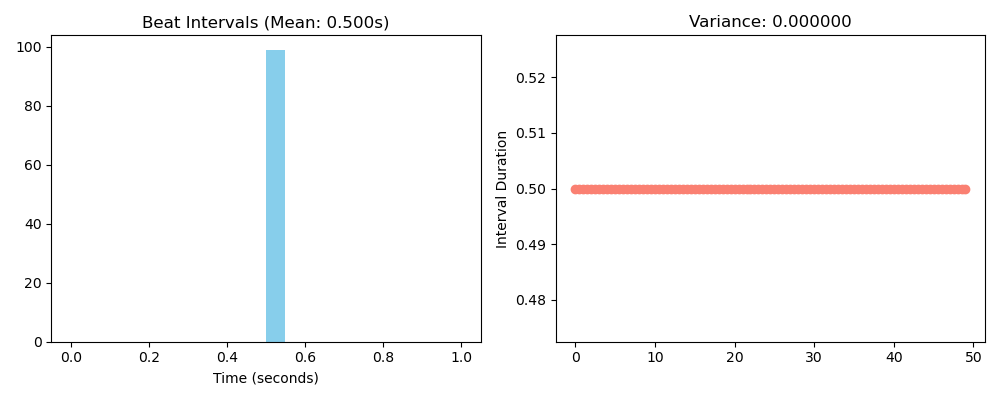 Beat Intervals (Mean: 0.500s)
100
80
60
40
20
0
0.0 0.2 0.4 0.6 0.8 1.0
Time (seconds)
Variance: 0.000000
Interval Duration
0.52
0.51
0.50
0.49
0.48
0 10 20 30 40 50